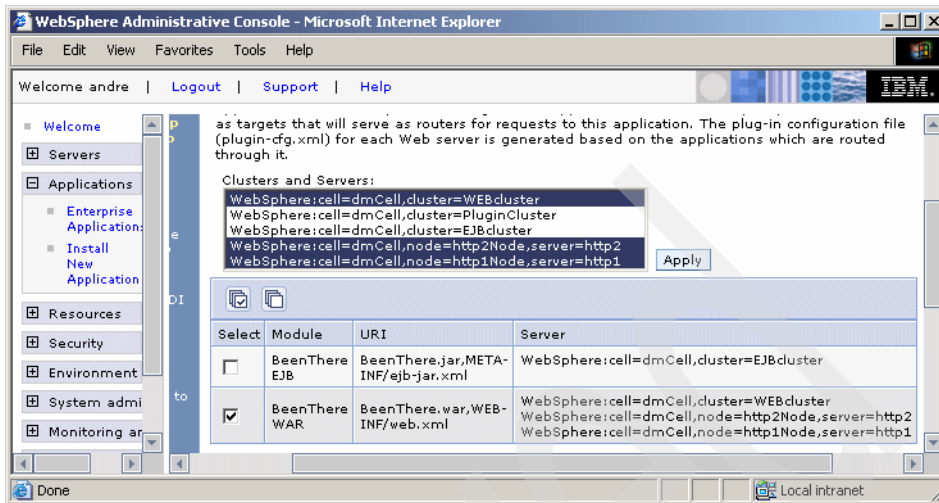 WebSphere Administrative Console - Microsoft Internet Explorer
File Edit View Favorites Tools Help
Welcome andre | Logout | Support | Help
IBM.
Welcome
Servers
Applications
Enterprise
Applications
Install
New
Application
Resources
Security
Environment
System admi
Monitoring an
as targets that will serve as routers for requests to this application. The plug-in configuration file
(plugin-cfg.xml) for each Web server is generated based on the applications which are routed
through it.
Clusters and Servers:
WebSphere:cell=dmCell,cluster=WEBcluster
WebSphere:cell=dmCell,cluster=PluginCluster
WebSphere:cell=dmCell,cluster=EJBcluster
WebSphere:cell=dmCell,node=http2Node,server=http2
WebSphere:cell=dmCell,node=http1Node,server=http1
Apply
Select Module URI Server
BeenThere BeenThere.jar,META- WebSphere:cell=dmCell,cluster=EJBcluster
EJB INF/ejb-jar.xml
WebSphere:cell=dmCell,cluster=WEBcluster
BeenThere BeenThere.war,WEB- WebSphere:cell=dmCell,node=http2Node,server=http2
WAR INF/web.xml WebSphere:cell=dmCell,node=http1Node,server=http1
to
Done Local intranet